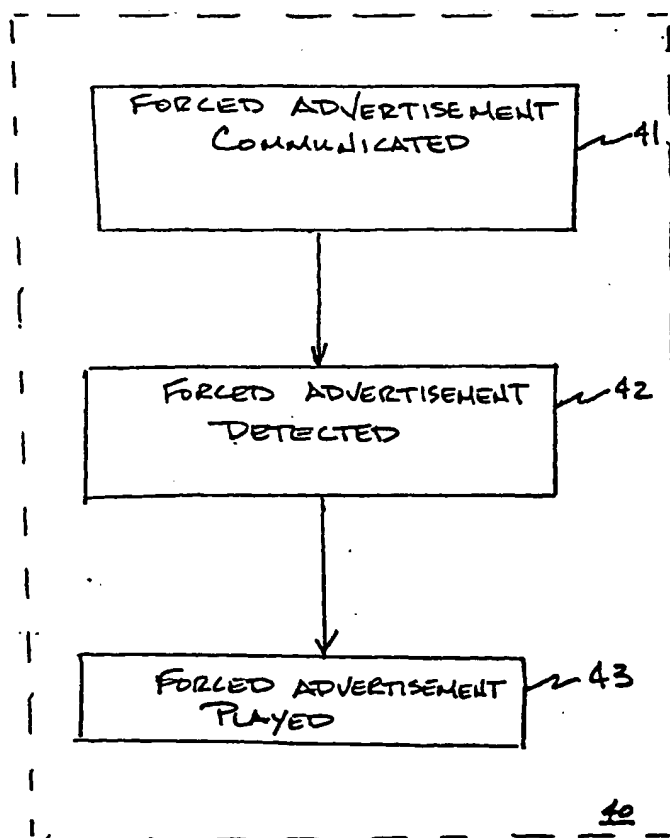 FORCED ADVERTISEMENT
COMMUNICATED
41
FORCED ADVERTISEMENT
DETECTED
42
FORCED ADVERTISEMENT
PLAYED
43
40